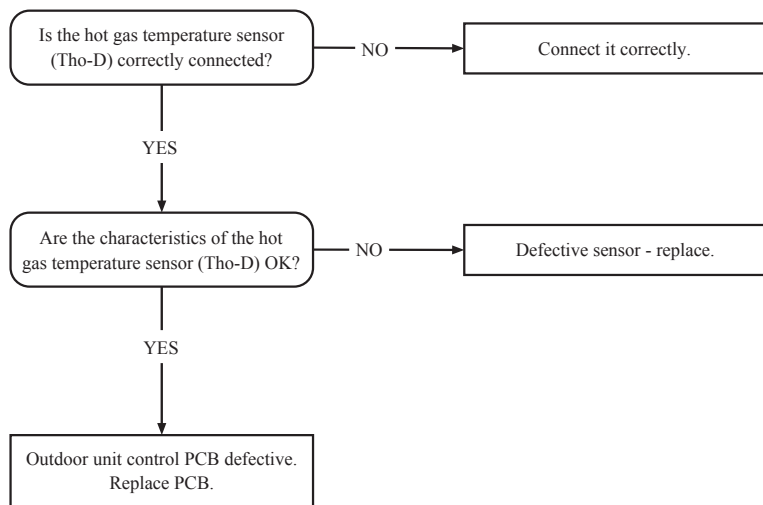 Is the hot gas temperature sensor
(Tho-D) correctly connected?
NO
Connect it correctly.
YES
Are the characteristics of the hot
gas temperature sensor (Tho-D) OK?
NO
Defective sensor - replace.
YES
Outdoor unit control PCB defective.
Replace PCB.